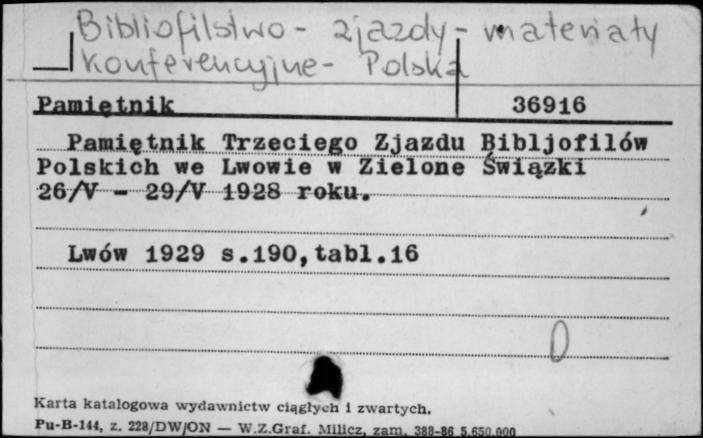 Bibliofilstwo - zjazdy - materiały
konferencyjne - Polska
Pamiętnik 36916
Pamiętnik Trzeciego Zjazdu Bibljofilów
Polskich we Lwowie w Zielone Świązki
26/V - 29/V 1928 roku.
Lwów 1929 s.190,tabl.16
0
Karta katalogowa wydawnictw ciągłych i zwartych.
Pu-B-144, z. 228/DW/ON — W.Z.Graf. Milicz, zam. 388-86 5.650.000